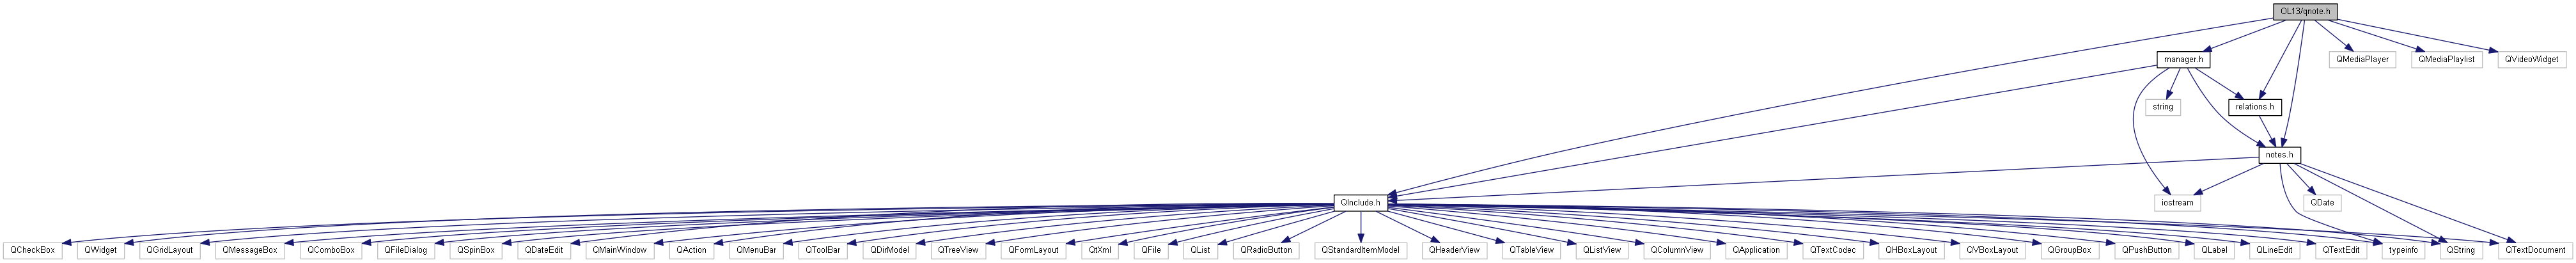 OL13/qnote.h
manager.h
QMediaPlayer
QMediaPlaylist
QVideoWidget
string
relations.h
notes.h
QInclude.h
iostream
QDate
QCheckBox
QWidget
QGridLayout
QMessageBox
QComboBox
QFileDialog
QSpinBox
QDateEdit
QMainWindow
QAction
QMenuBar
QToolBar
QDirModel
QTreeView
QFormLayout
QtXml
QFile
QList
QRadioButton
QStandardItemModel
QHeaderView
QTableView
QListView
QColumnView
QApplication
QTextCodec
QHBoxLayout
QVBoxLayout
QGroupBox
QPushButton
QLabel
QLineEdit
QTextEdit
typeinfo
QString
QTextDocument